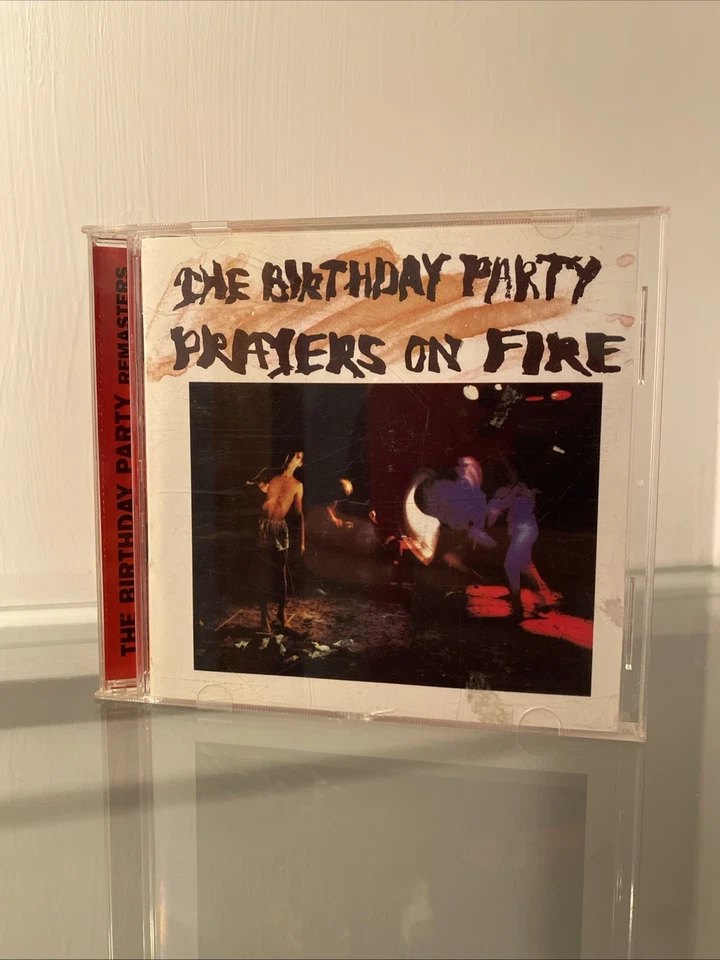 THE BIRTHDAY PARTY
PRAYERS ON FIRE
THE BIRTHDAY PARTY REMASTERS